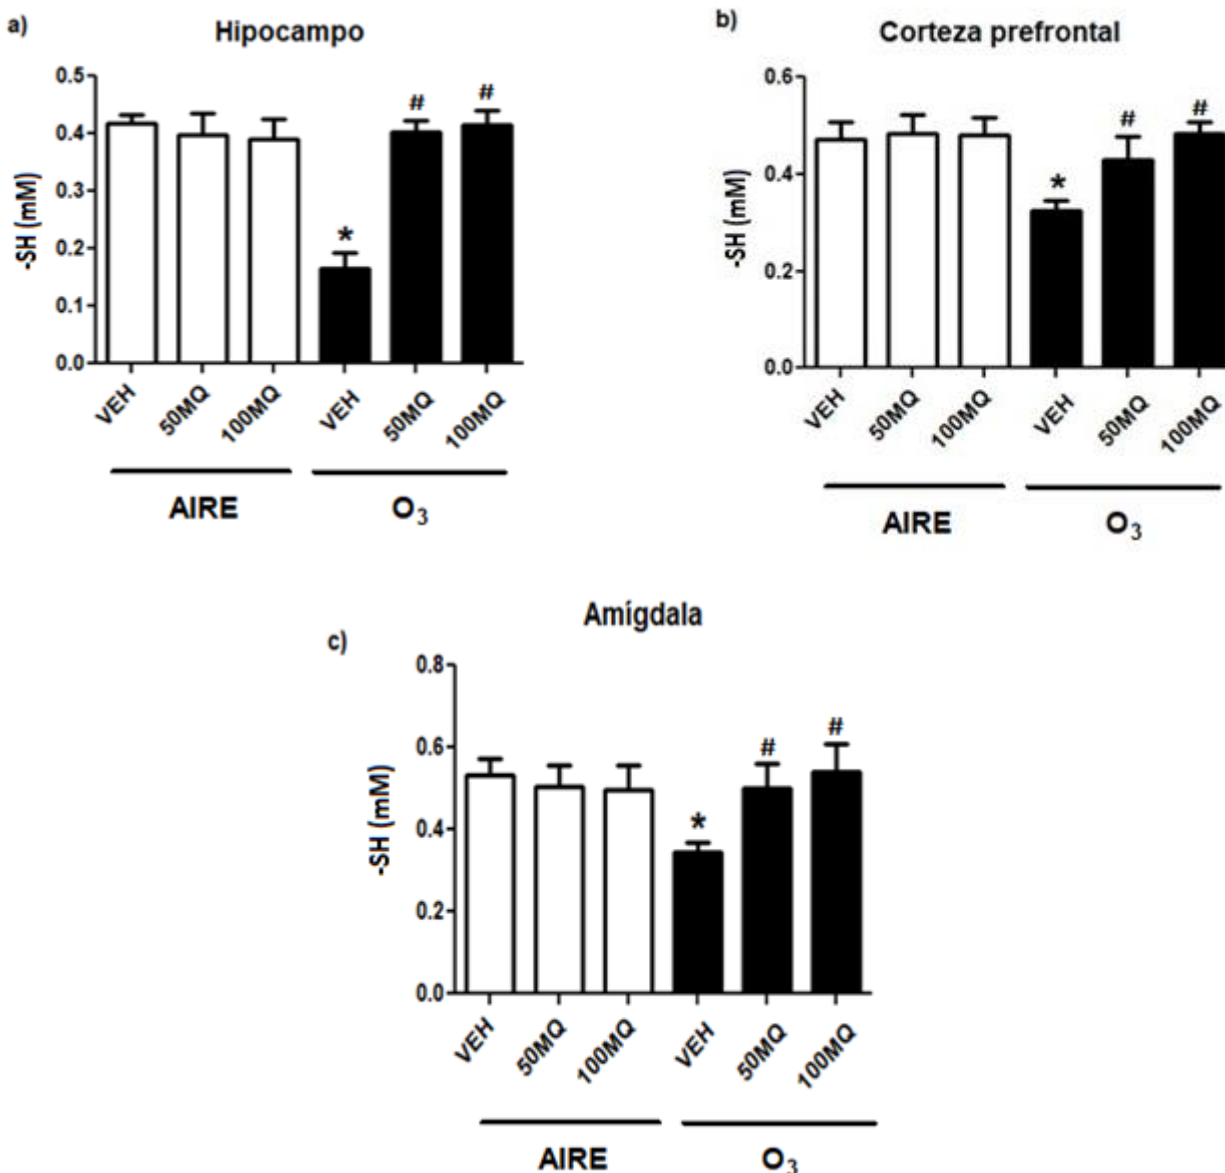 a)
Hipocampo
0.5
0.4
0.3
0.2
0.1
0.0
-SH (mM)
*
#
#
VEH
50MQ
100MQ
VEH
50MQ
100MQ
AIRE
O₃
b)
Corteza prefrontal
0.6
0.4
0.2
0.0
-SH (mM)
*
#
#
VEH
50MQ
100MQ
VEH
50MQ
100MQ
AIRE
O₃
c)
Amígdala
0.8
0.6
0.4
0.2
0.0
-SH (mM)
*
#
#
VEH
50MQ
100MQ
VEH
50MQ
100MQ
AIRE
O₃